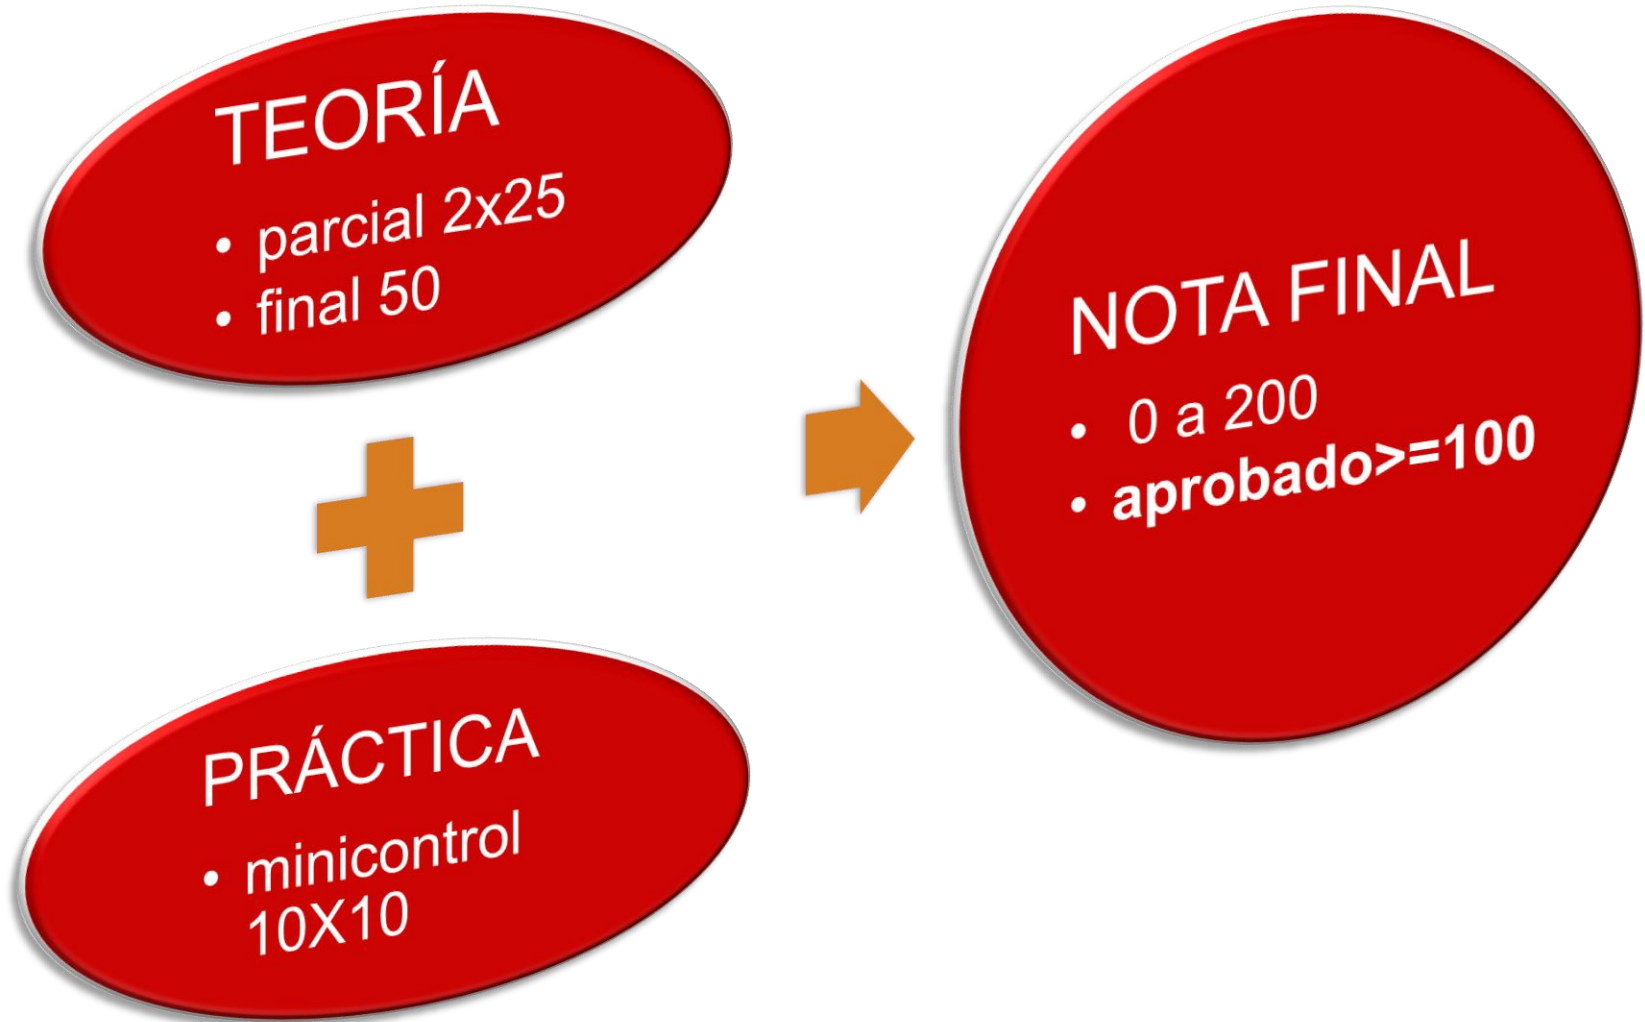 TEORÍA
• parcial 2x25
• final 50
PRÁCTICA
• minicontrol
10X10
NOTA FINAL
• 0 a 200
• aprobado>=100